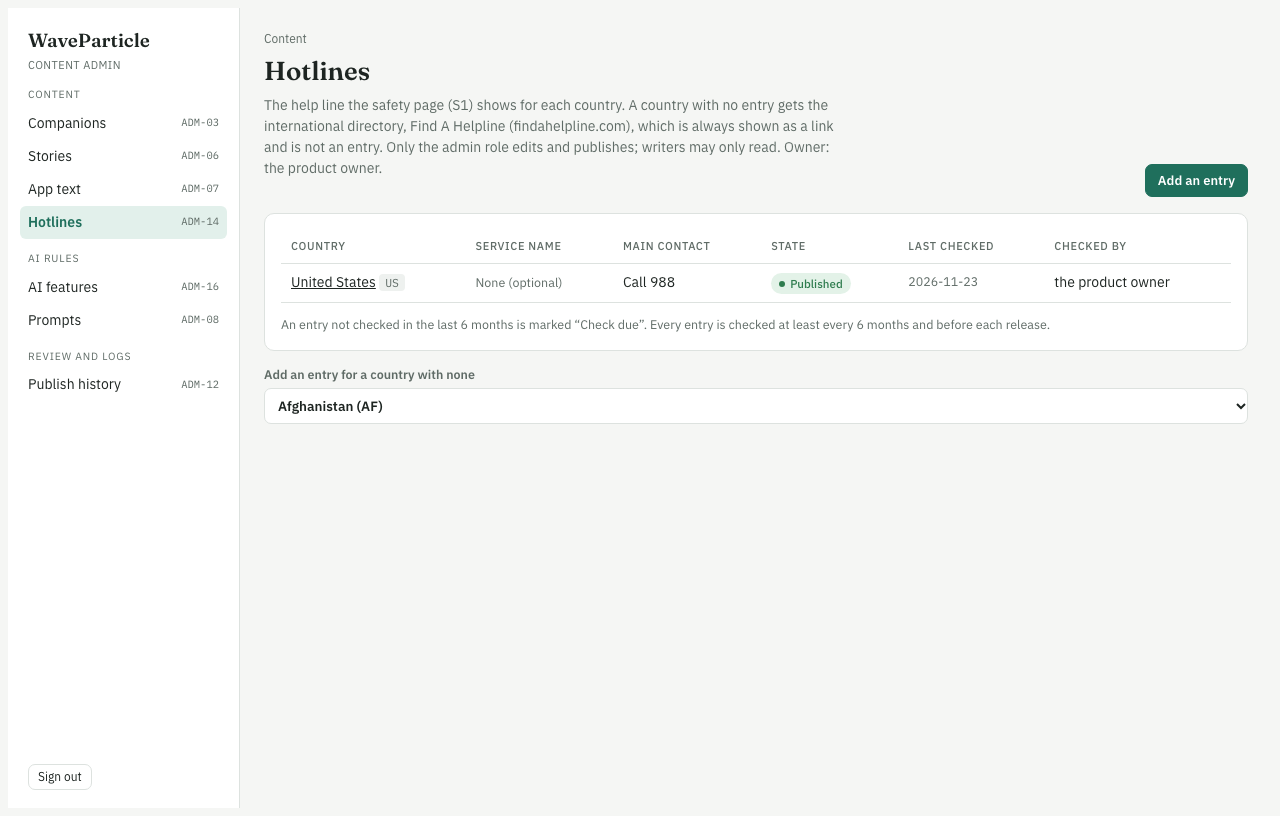 WaveParticle
CONTENT ADMIN
CONTENT
Companions ADM-03
Stories ADM-06
App text ADM-07
Hotlines ADM-14
AI RULES
AI features ADM-16
Prompts ADM-08
REVIEW AND LOGS
Publish history ADM-12
Sign out
Content
Hotlines
The help line the safety page (S1) shows for each country. A country with no entry gets the
international directory, Find A Helpline (findahelpline.com), which is always shown as a link
and is not an entry. Only the admin role edits and publishes; writers may only read. Owner:
the product owner.
Add an entry
COUNTRY SERVICE NAME MAIN CONTACT STATE LAST CHECKED CHECKED BY
United States US None (optional) Call 988 Published 2026-11-23 the product owner
An entry not checked in the last 6 months is marked “Check due”. Every entry is checked at least every 6 months and before each release.
Add an entry for a country with none
Afghanistan (AF)